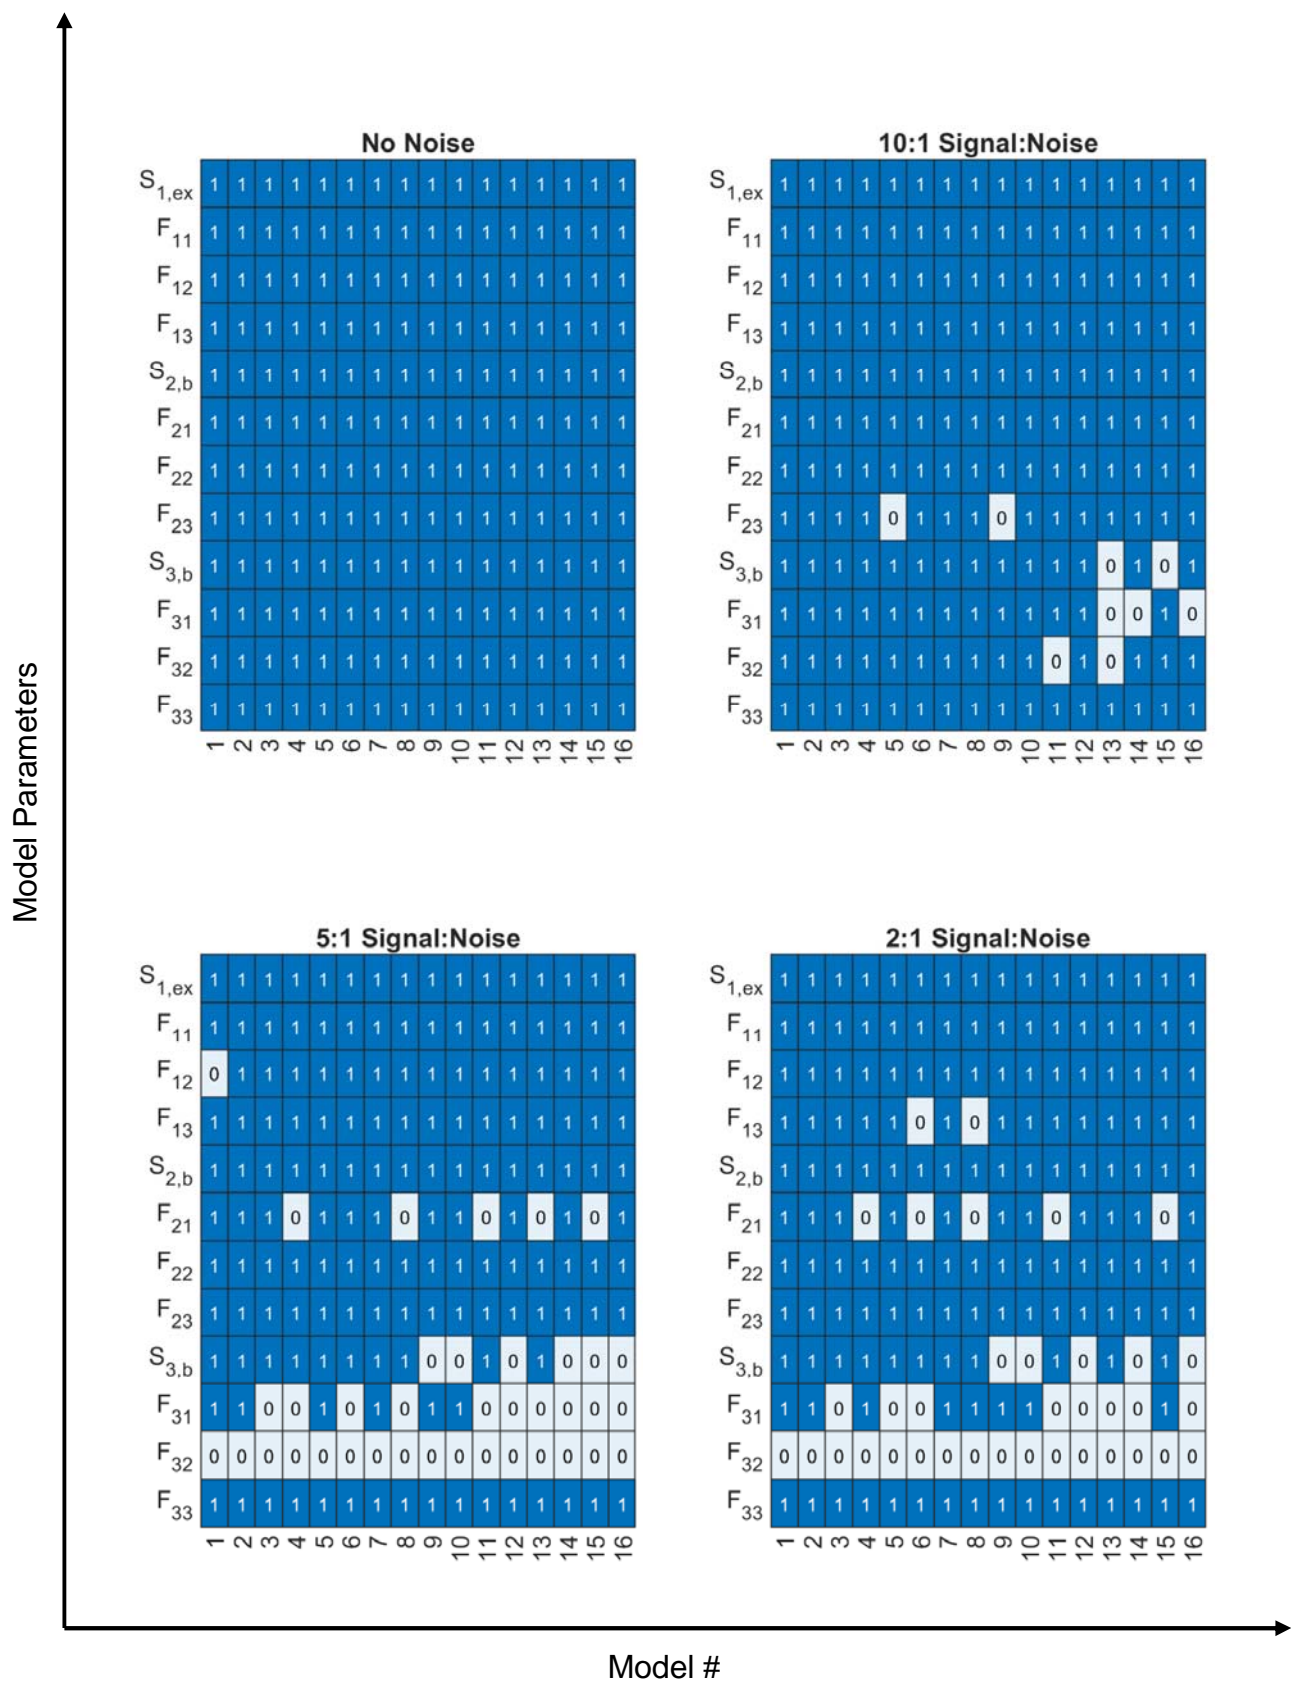 No Noise
S1,ex 1 1 1 1 1 1 1 1 1 1 1 1 1 1 1 1
F11 1 1 1 1 1 1 1 1 1 1 1 1 1 1 1 1
F12 1 1 1 1 1 1 1 1 1 1 1 1 1 1 1 1
F13 1 1 1 1 1 1 1 1 1 1 1 1 1 1 1 1
S2,b 1 1 1 1 1 1 1 1 1 1 1 1 1 1 1 1
F21 1 1 1 1 1 1 1 1 1 1 1 1 1 1 1 1
F22 1 1 1 1 1 1 1 1 1 1 1 1 1 1 1 1
F23 1 1 1 1 1 1 1 1 1 1 1 1 1 1 1 1
S3,b 1 1 1 1 1 1 1 1 1 1 1 1 1 1 1 1
F31 1 1 1 1 1 1 1 1 1 1 1 1 1 1 1 1
F32 1 1 1 1 1 1 1 1 1 1 1 1 1 1 1 1
F33 1 1 1 1 1 1 1 1 1 1 1 1 1 1 1 1
1 2 3 4 5 6 7 8 9 10 11 12 13 14 15 16
10:1 Signal:Noise
S1,ex 1 1 1 1 1 1 1 1 1 1 1 1 1 1 1 1
F11 1 1 1 1 1 1 1 1 1 1 1 1 1 1 1 1
F12 1 1 1 1 1 1 1 1 1 1 1 1 1 1 1 1
F13 1 1 1 1 1 1 1 1 1 1 1 1 1 1 1 1
S2,b 1 1 1 1 1 1 1 1 1 1 1 1 1 1 1 1
F21 1 1 1 1 1 1 1 1 1 1 1 1 1 1 1 1
F22 1 1 1 1 1 1 1 1 1 1 1 1 1 1 1 1
F23 1 1 1 1 0 1 1 1 0 1 1 1 1 1 1 1
S3,b 1 1 1 1 1 1 1 1 1 1 1 1 0 1 0 1
F31 1 1 1 1 1 1 1 1 1 1 1 1 0 0 1 0
F32 1 1 1 1 1 1 1 1 1 1 0 1 0 1 1 1
F33 1 1 1 1 1 1 1 1 1 1 1 1 1 1 1 1
1 2 3 4 5 6 7 8 9 10 11 12 13 14 15 16
Model Parameters
5:1 Signal:Noise
S1,ex 1 1 1 1 1 1 1 1 1 1 1 1 1 1 1 1
F11 1 1 1 1 1 1 1 1 1 1 1 1 1 1 1 1
F12 0 1 1 1 1 1 1 1 1 1 1 1 1 1 1 1
F13 1 1 1 1 1 1 1 1 1 1 1 1 1 1 1 1
S2,b 1 1 1 1 1 1 1 1 1 1 1 1 1 1 1 1
F21 1 1 1 0 1 1 1 0 1 1 0 1 0 1 0 1
F22 1 1 1 1 1 1 1 1 1 1 1 1 1 1 1 1
F23 1 1 1 1 1 1 1 1 1 1 1 1 1 1 1 1
S3,b 1 1 1 1 1 1 1 1 0 0 1 0 1 0 0 0
F31 1 1 0 0 1 0 1 0 1 1 0 0 0 0 0 0
F32 0 0 0 0 0 0 0 0 0 0 0 0 0 0 0 0
F33 1 1 1 1 1 1 1 1 1 1 1 1 1 1 1 1
1 2 3 4 5 6 7 8 9 10 11 12 13 14 15 16
2:1 Signal:Noise
S1,ex 1 1 1 1 1 1 1 1 1 1 1 1 1 1 1 1
F11 1 1 1 1 1 1 1 1 1 1 1 1 1 1 1 1
F12 1 1 1 1 1 1 1 1 1 1 1 1 1 1 1 1
F13 1 1 1 1 1 0 1 0 1 1 1 1 1 1 1 1
S2,b 1 1 1 1 1 1 1 1 1 1 1 1 1 1 1 1
F21 1 1 1 0 1 0 1 0 1 1 0 1 1 1 0 1
F22 1 1 1 1 1 1 1 1 1 1 1 1 1 1 1 1
F23 1 1 1 1 1 1 1 1 1 1 1 1 1 1 1 1
S3,b 1 1 1 1 1 1 1 1 0 0 1 0 1 0 1 0
F31 1 1 0 1 0 0 1 1 1 1 0 0 0 0 1 0
F32 0 0 0 0 0 0 0 0 0 0 0 0 0 0 0 0
F33 1 1 1 1 1 1 1 1 1 1 1 1 1 1 1 1
1 2 3 4 5 6 7 8 9 10 11 12 13 14 15 16
Model #